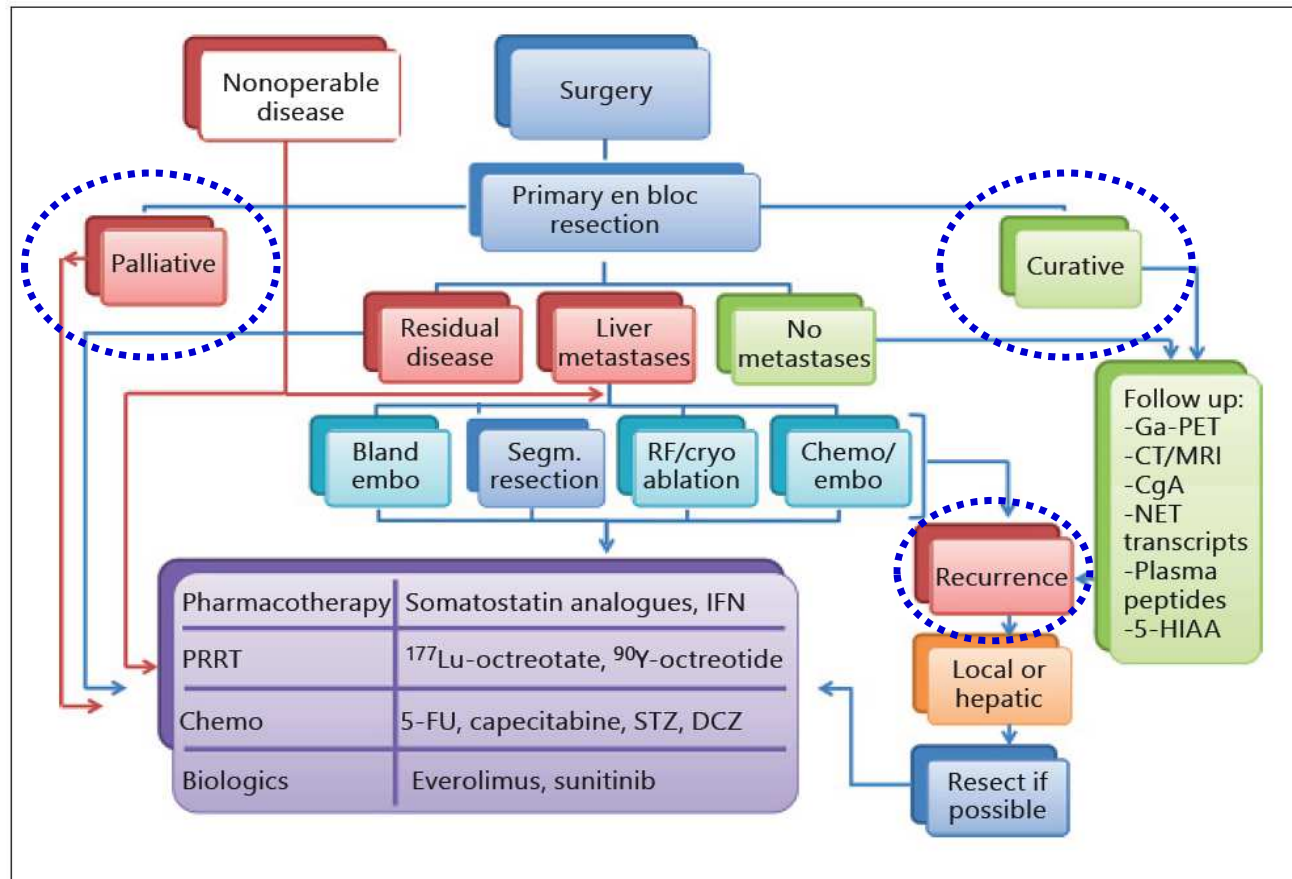 Nonoperable
disease
Surgery
Primary en bloc
resection
Palliative
Curative
Residual
disease
Liver
metastases
No
metastases
Bland
embo
Segm.
resection
RF/cryo
ablation
Chemo/
embo
Follow up:
-Ga-PET
-CT/MRI
-CgA
-NET
transcripts
-Plasma
peptides
-5-HIAA
Recurrence
Local or
hepatic
Resect if
possible
Pharmacotherapy Somatostatin analogues, IFN
PRRT ¹⁷⁷Lu-octreotate, ⁹⁰Y-octreotide
Chemo 5-FU, capecitabine, STZ, DCZ
Biologics Everolimus, sunitinib